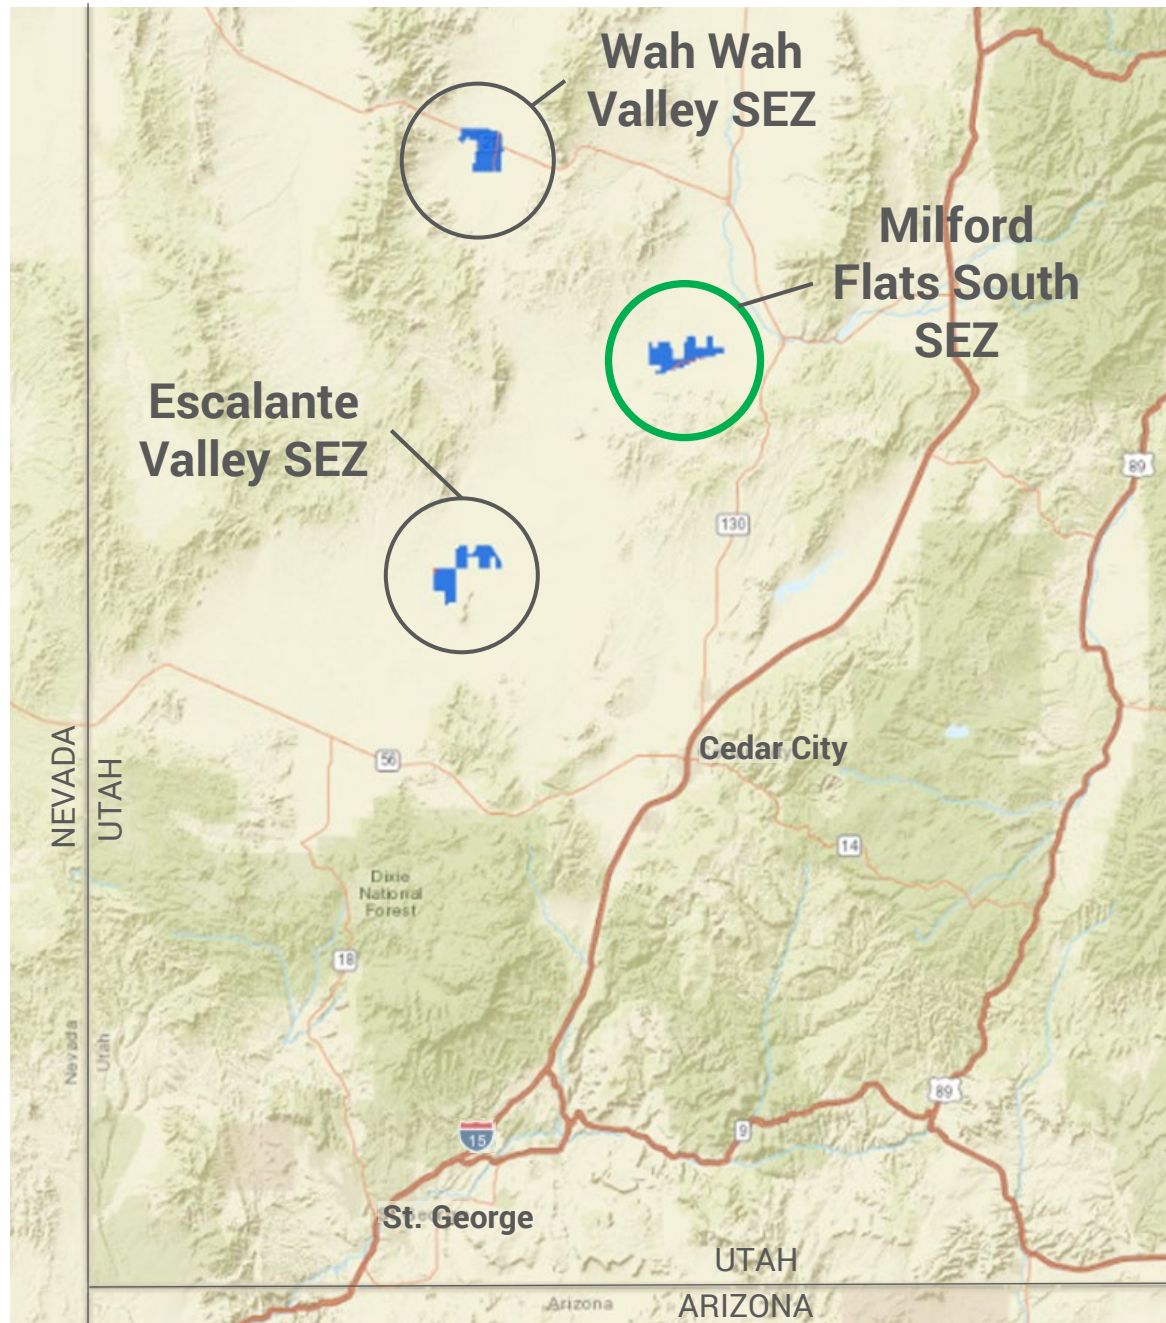 Wah Wah
Valley SEZ
Milford
Flats South
SEZ
Escalante
Valley SEZ
89
130
NEVADA
UTAH
56
Cedar City
14
Dixie
National
Forest
18
Nevada
Utah
89
15
9
St. George
UTAH
Arizona
ARIZONA